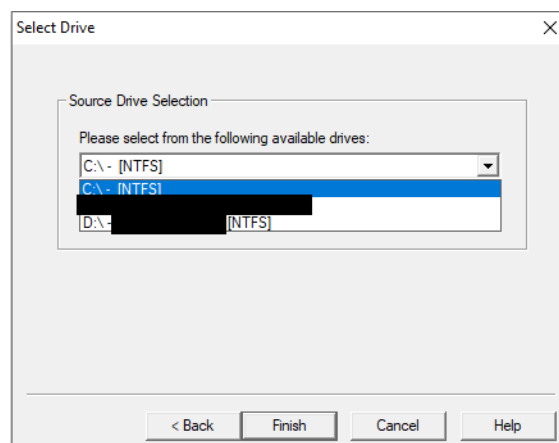 Select Drive
Source Drive Selection
Please select from the following available drives:
C:\ - [NTFS]
C:\ - [NTFS]
D:\ - [NTFS]
< Back Finish Cancel Help